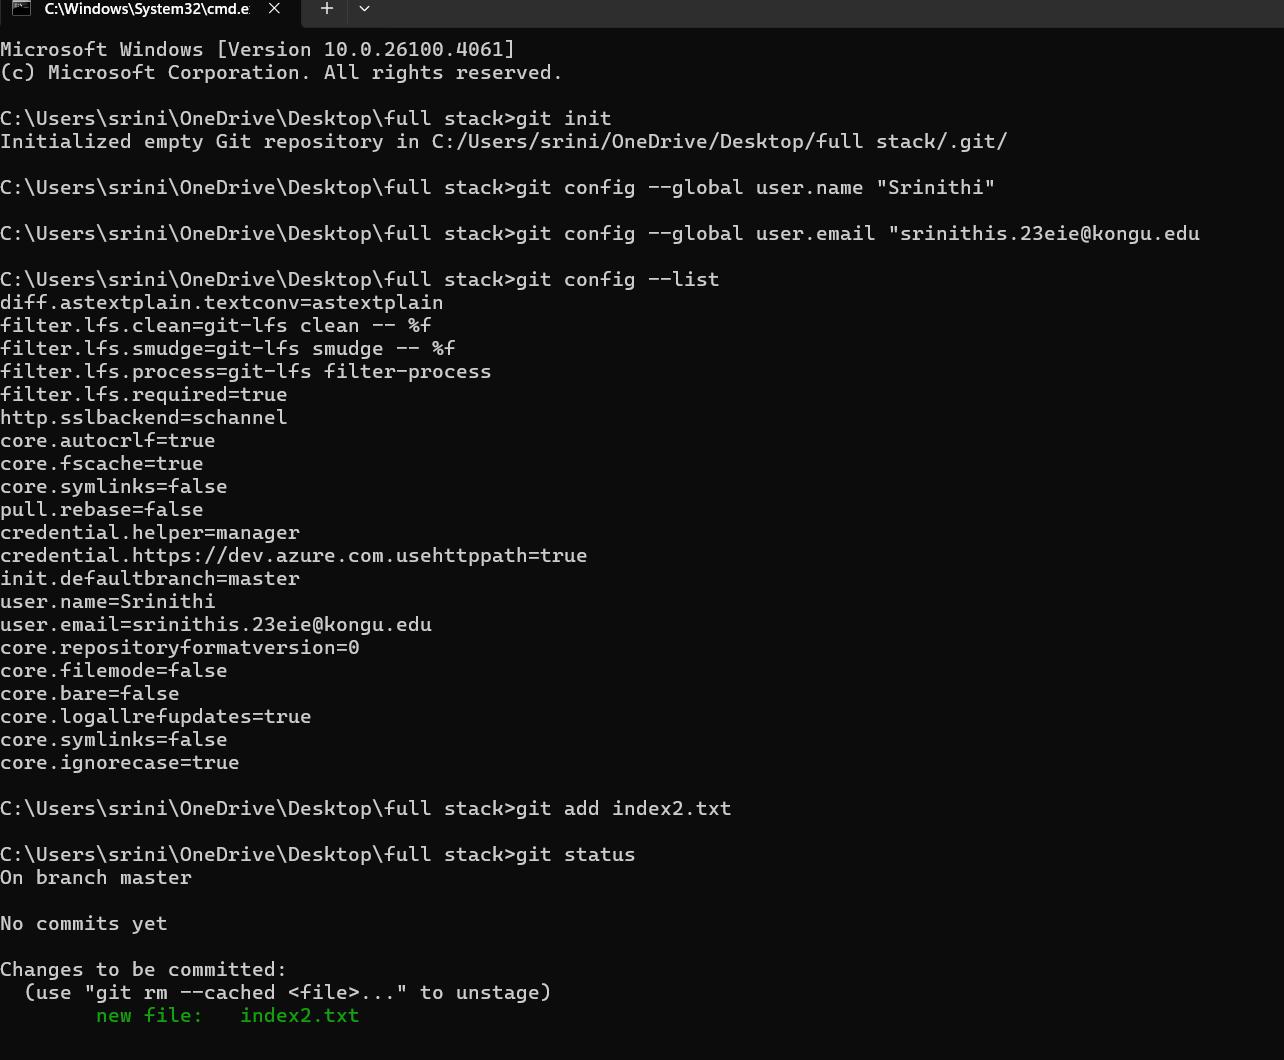 C:\Windows\System32\cmd.e
Microsoft Windows [Version 10.0.26100.4061]
(c) Microsoft Corporation. All rights reserved.
C:\Users\srini\OneDrive\Desktop\full stack>git init
Initialized empty Git repository in C:/Users/srini/OneDrive/Desktop/full stack/.git/
C:\Users\srini\OneDrive\Desktop\full stack>git config --global user.name "Srinithi"
C:\Users\srini\OneDrive\Desktop\full stack>git config --global user.email "srinithis.23eie@kongu.edu
C:\Users\srini\OneDrive\Desktop\full stack>git config --list
diff.astextplain.textconv=astextplain
filter.lfs.clean=git-lfs clean -- %f
filter.lfs.smudge=git-lfs smudge -- %f
filter.lfs.process=git-lfs filter-process
filter.lfs.required=true
http.sslbackend=schannel
core.autocrlf=true
core.fscache=true
core.symlinks=false
pull.rebase=false
credential.helper=manager
credential.https://dev.azure.com.usehttppath=true
init.defaultbranch=master
user.name=Srinithi
user.email=srinithis.23eie@kongu.edu
core.repositoryformatversion=0
core.filemode=false
core.bare=false
core.logallrefupdates=true
core.symlinks=false
core.ignorecase=true
C:\Users\srini\OneDrive\Desktop\full stack>git add index2.txt
C:\Users\srini\OneDrive\Desktop\full stack>git status
On branch master
No commits yet
Changes to be committed:
  (use "git rm --cached <file>..." to unstage)
        new file:   index2.txt